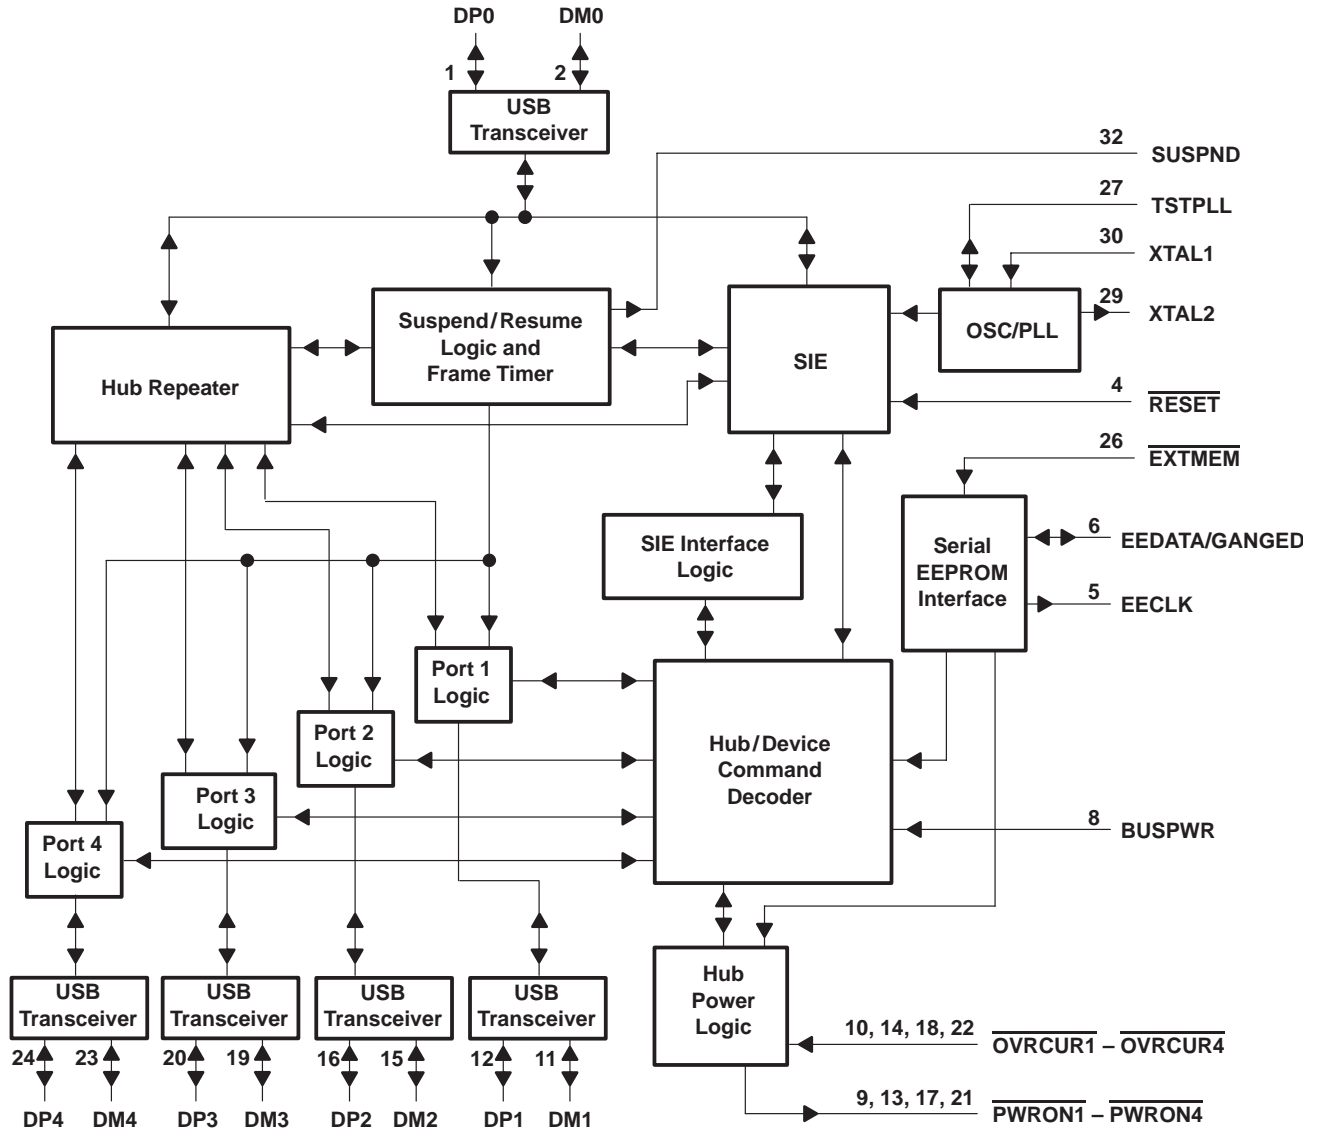 DP0 DM0
1 2
USB
Transceiver
32
SUSPND
27
TSTPLL
30
XTAL1
29
XTAL2
Suspend/Resume
Logic and
Frame Timer
SIE
OSC/PLL
Hub Repeater
4
RESET
26
EXTMEM
6
EEDATA/GANGED
SIE Interface
Logic
Serial
EEPROM
Interface
5
EECLK
Port 1
Logic
Port 2
Logic
Hub/Device
Command
Decoder
Port 3
Logic
8
BUSPWR
Port 4
Logic
Hub
Power
Logic
USB
Transceiver
USB
Transceiver
USB
Transceiver
USB
Transceiver
10, 14, 18, 22
OVRCUR1 – OVRCUR4
24 23 20 19 16 15 12 11
9, 13, 17, 21
PWRON1 – PWRON4
DP4 DM4 DP3 DM3 DP2 DM2 DP1 DM1